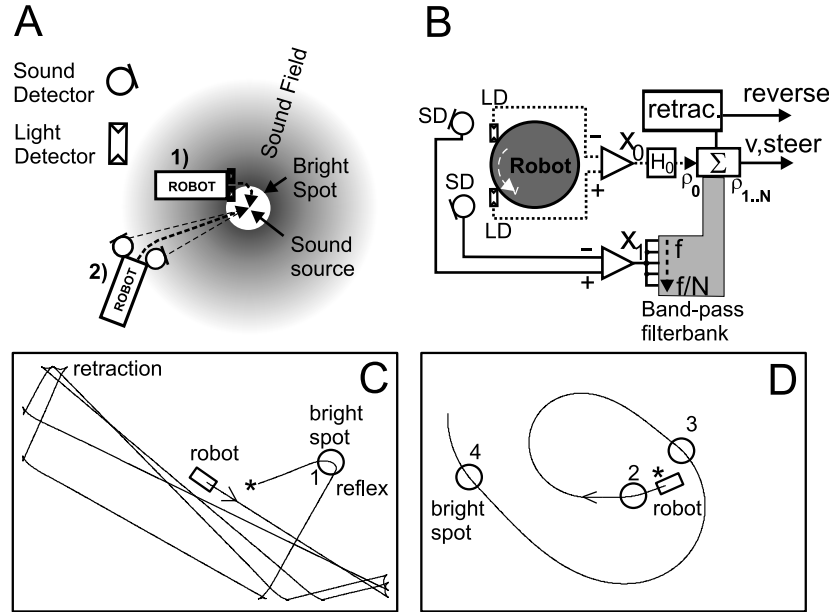 A
Sound
Detector
Light
Detector
Sound Field
1)
ROBOT
Bright
Spot
Sound
source
2)
ROBOT
B
SD
LD
Robot
SD
LD
−
+
X0
H0
ρ0
Σ
ρ1..N
retrac.
reverse
v,steer
−
+
X1
f
f/N
Band-pass
filterbank
C
retraction
robot
*
bright
spot
1
reflex
D
3
4
2
*
bright
spot
robot